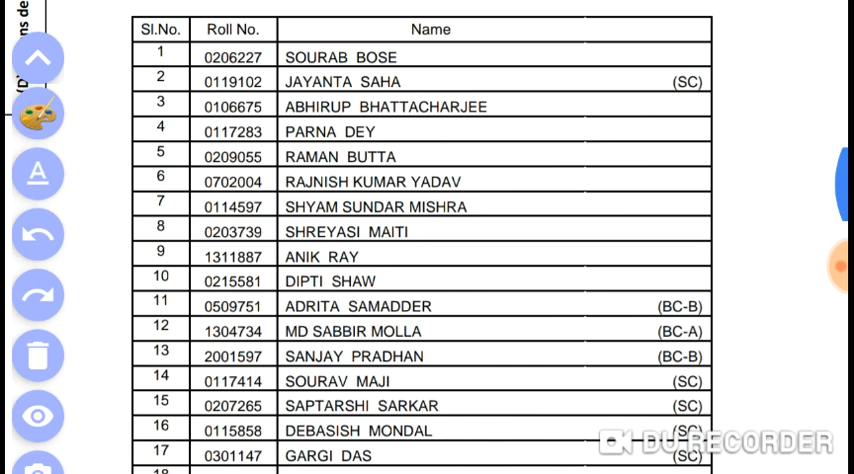 (D) ns de
Sl.No. Roll No. Name
1 0206227 SOURAB BOSE
2 0119102 JAYANTA SAHA (SC)
3 0106675 ABHIRUP BHATTACHARJEE
4 0117283 PARNA DEY
5 0209055 RAMAN BUTTA
6 0702004 RAJNISH KUMAR YADAV
7 0114597 SHYAM SUNDAR MISHRA
8 0203739 SHREYASI MAITI
9 1311887 ANIK RAY
10 0215581 DIPTI SHAW
11 0509751 ADRITA SAMADDER (BC-B)
12 1304734 MD SABBIR MOLLA (BC-A)
13 2001597 SANJAY PRADHAN (BC-B)
14 0117414 SOURAV MAJI (SC)
15 0207265 SAPTARSHI SARKAR (SC)
16 0115858 DEBASISH MONDAL (SC)
17 0301147 GARGI DAS (SC)
18
A
DU RECORDER